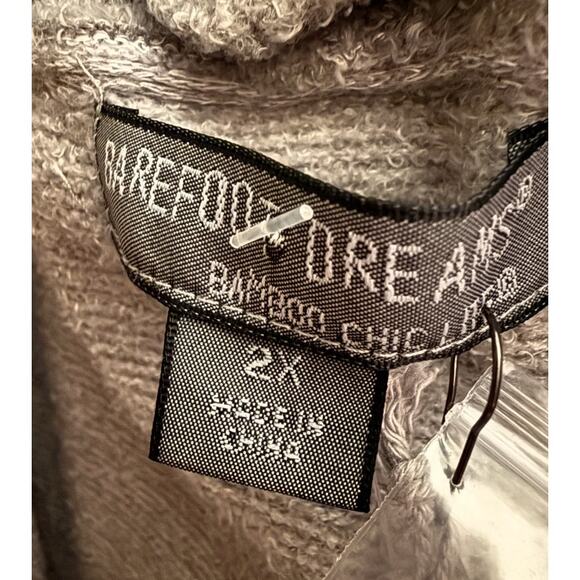 BAREFOOT DREAMS®
BAMBOO CHIC LITE®
2X
MADE IN
CHINA